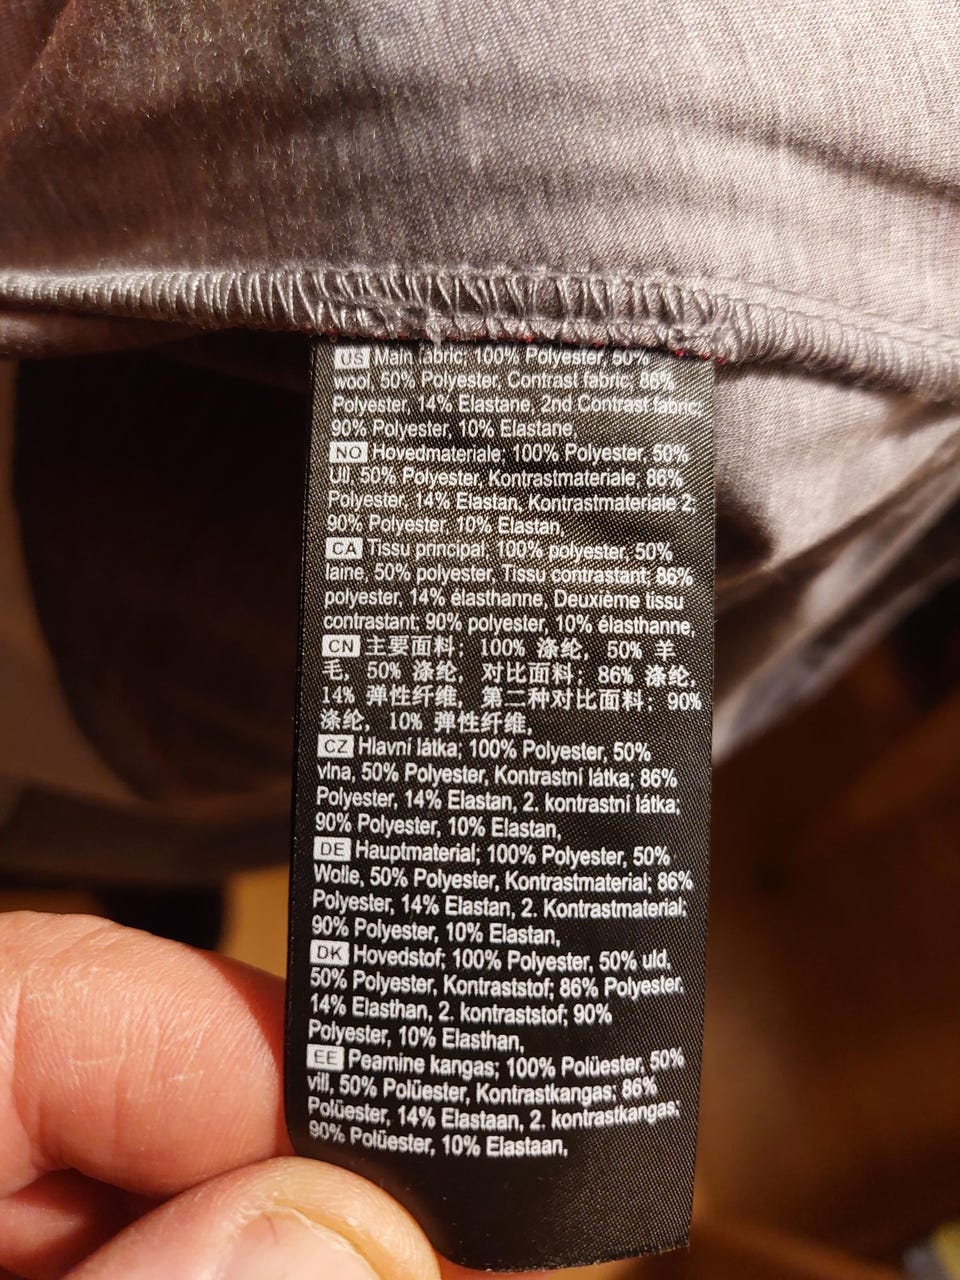 US Main fabric; 100% Polyester, 50%
wool, 50% Polyester, Contrast fabric; 86%
Polyester, 14% Elastane, 2nd Contrast fabric;
90% Polyester, 10% Elastane,
NO Hovedmateriale; 100% Polyester, 50%
Ull, 50% Polyester, Kontrastmateriale; 86%
Polyester, 14% Elastan, Kontrastmateriale 2;
90% Polyester, 10% Elastan,
CA Tissu principal; 100% polyester, 50%
laine, 50% polyester, Tissu contrastant; 86%
polyester, 14% élasthanne, Deuxième tissu
contrastant; 90% polyester, 10% élasthanne,
CN 主要面料; 100% 涤纶, 50% 羊
毛, 50% 涤纶, 对比面料; 86% 涤纶,
14% 弹性纤维, 第二种对比面料; 90%
涤纶, 10% 弹性纤维,
CZ Hlavní látka; 100% Polyester, 50%
vlna, 50% Polyester, Kontrastní látka; 86%
Polyester, 14% Elastan, 2. kontrastní látka;
90% Polyester, 10% Elastan,
DE Hauptmaterial; 100% Polyester, 50%
Wolle, 50% Polyester, Kontrastmaterial; 86%
Polyester, 14% Elastan, 2. Kontrastmaterial;
90% Polyester, 10% Elastan,
DK Hovedstof; 100% Polyester, 50% uld,
50% Polyester, Kontraststof; 86% Polyester,
14% Elasthan, 2. kontraststof; 90%
Polyester, 10% Elasthan,
EE Peamine kangas; 100% Polüester, 50%
vill, 50% Polüester, Kontrastkangas; 86%
Polüester, 14% Elastaan, 2. kontrastkangas;
90% Polüester, 10% Elastaan,